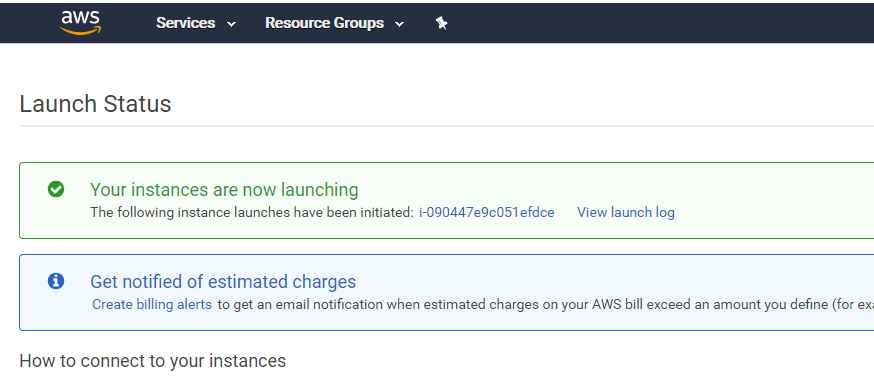 aws Services Resource Groups
Launch Status
Your instances are now launching
The following instance launches have been initiated: i-090447e9c051efdce View launch log
Get notified of estimated charges
Create billing alerts to get an email notification when estimated charges on your AWS bill exceed an amount you define (for
How to connect to your instances